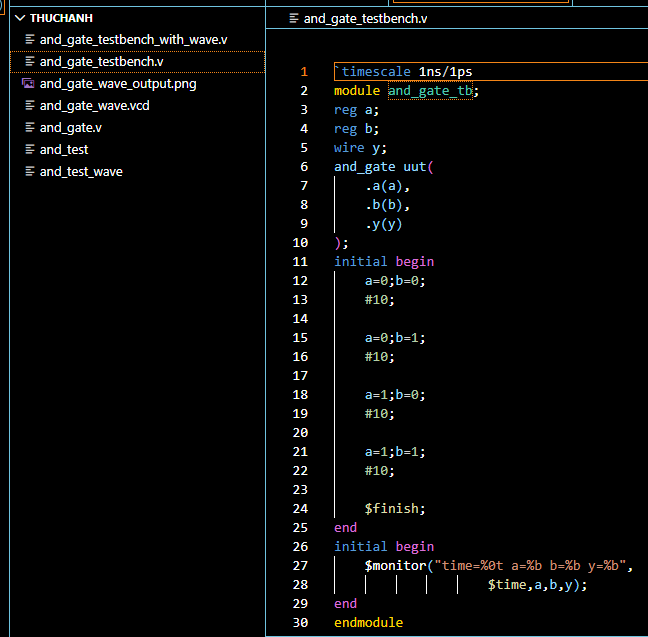 THUCHANH
and_gate_testbench_with_wave.v
and_gate_testbench.v
and_gate_wave_output.png
and_gate_wave.vcd
and_gate.v
and_test
and_test_wave
and_gate_testbench.v
1 `timescale 1ns/1ps
2 module and_gate_tb;
3 reg a;
4 reg b;
5 wire y;
6 and_gate uut(
7     .a(a),
8     .b(b),
9     .y(y)
10 );
11 initial begin
12     a=0;b=0;
13     #10;
14
15     a=0;b=1;
16     #10;
17
18     a=1;b=0;
19     #10;
20
21     a=1;b=1;
22     #10;
23
24     $finish;
25 end
26 initial begin
27     $monitor("time=%0t a=%b b=%b y=%b",
28                     $time,a,b,y);
29 end
30 endmodule